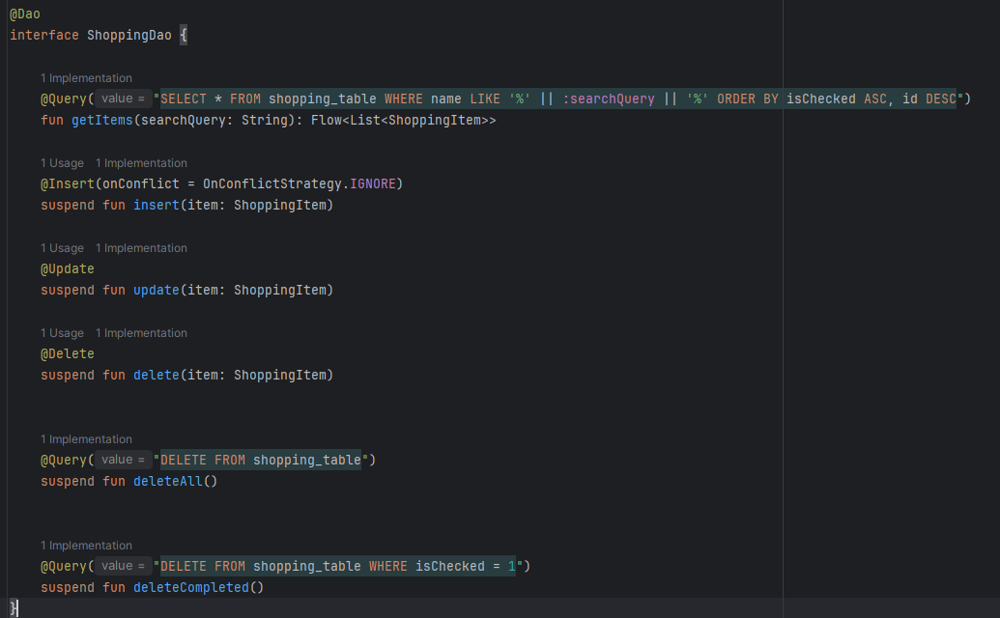 @Dao
interface ShoppingDao {
1 Implementation
@Query( value = "SELECT * FROM shopping_table WHERE name LIKE '%' || :searchQuery || '%' ORDER BY isChecked ASC, id DESC")
fun getItems(searchQuery: String): Flow<List<ShoppingItem>>
1 Usage 1 Implementation
@Insert(onConflict = OnConflictStrategy.IGNORE)
suspend fun insert(item: ShoppingItem)
1 Usage 1 Implementation
@Update
suspend fun update(item: ShoppingItem)
1 Usage 1 Implementation
@Delete
suspend fun delete(item: ShoppingItem)
1 Implementation
@Query( value = "DELETE FROM shopping_table")
suspend fun deleteAll()
1 Implementation
@Query( value = "DELETE FROM shopping_table WHERE isChecked = 1")
suspend fun deleteCompleted()
}